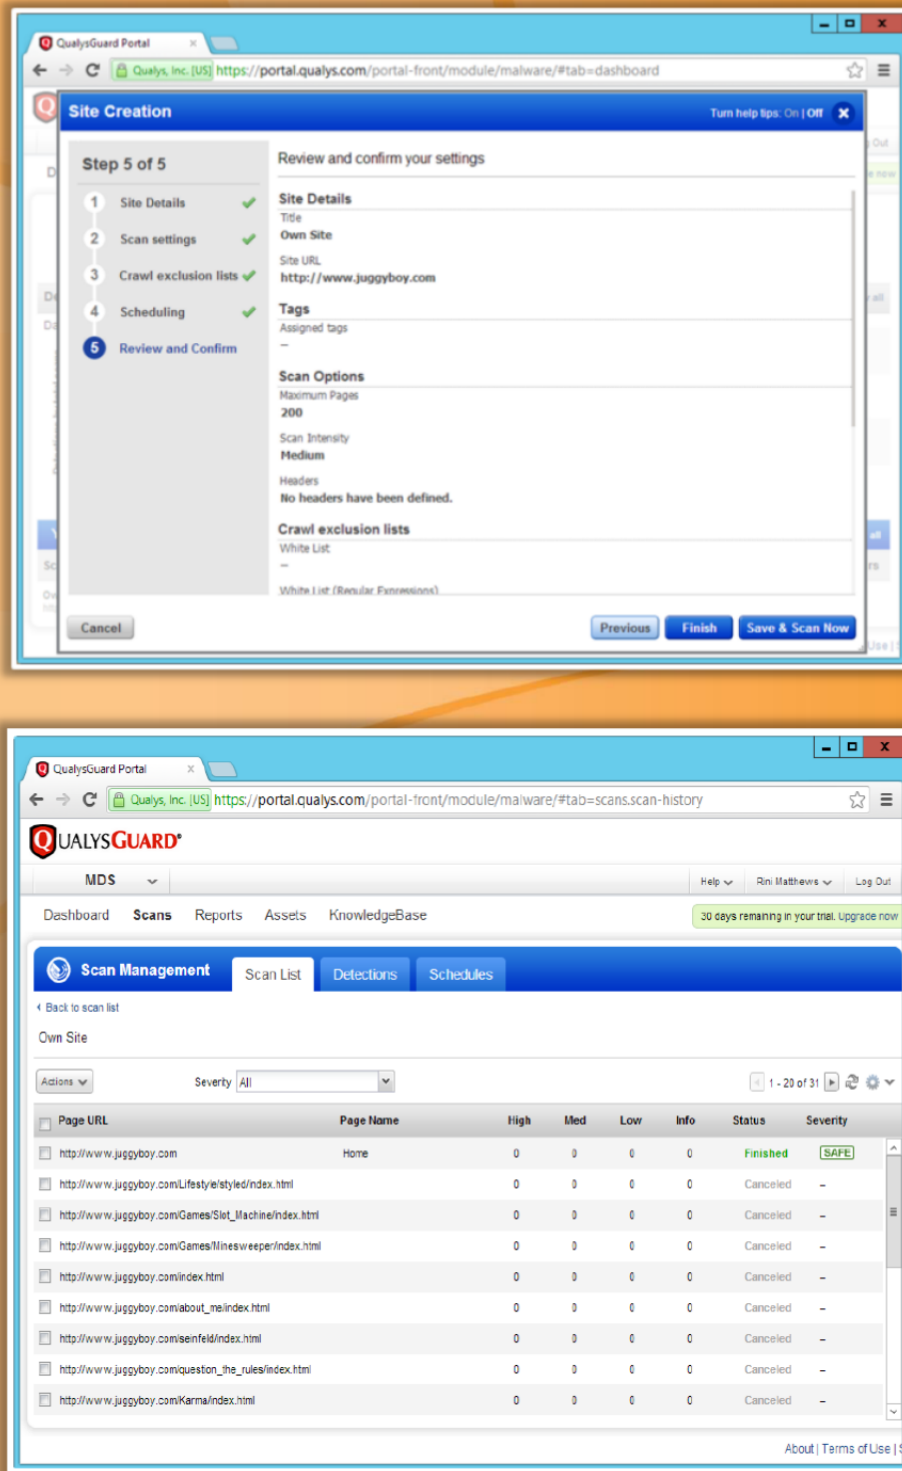 QualysGuard Portal
Qualys, Inc. [US] https://portal.qualys.com/portal-front/module/malware/#tab=dashboard
Site Creation
Turn help tips: On | Off
Step 5 of 5
1 Site Details
2 Scan settings
3 Crawl exclusion lists
4 Scheduling
5 Review and Confirm
Review and confirm your settings
Site Details
Title
Own Site
Site URL
http://www.juggyboy.com
Tags
Assigned tags
–
Scan Options
Maximum Pages
200
Scan Intensity
Medium
Headers
No headers have been defined.
Crawl exclusion lists
White List
–
White List (Regular Expressions)
Cancel
Previous
Finish
Save & Scan Now
QualysGuard Portal
Qualys, Inc. [US] https://portal.qualys.com/portal-front/module/malware/#tab=scans.scan-history
QUALYSGUARD®
MDS
Help
Rini Matthews
Log Out
Dashboard Scans Reports Assets KnowledgeBase
30 days remaining in your trial. Upgrade now
Scan Management Scan List Detections Schedules
Back to scan list
Own Site
Actions
Severity All
1 - 20 of 31
Page URL Page Name High Med Low Info Status Severity
http://www.juggyboy.com Home 0 0 0 0 Finished SAFE
http://www.juggyboy.com/Lifestyle/styled/index.html 0 0 0 0 Canceled –
http://www.juggyboy.com/Games/Slot_Machine/index.html 0 0 0 0 Canceled –
http://www.juggyboy.com/Games/Minesweeper/index.html 0 0 0 0 Canceled –
http://www.juggyboy.com/index.html 0 0 0 0 Canceled –
http://www.juggyboy.com/about_me/index.html 0 0 0 0 Canceled –
http://www.juggyboy.com/seinfeld/index.html 0 0 0 0 Canceled –
http://www.juggyboy.com/question_the_rules/index.html 0 0 0 0 Canceled –
http://www.juggyboy.com/Karma/index.html 0 0 0 0 Canceled –
About | Terms of Use |